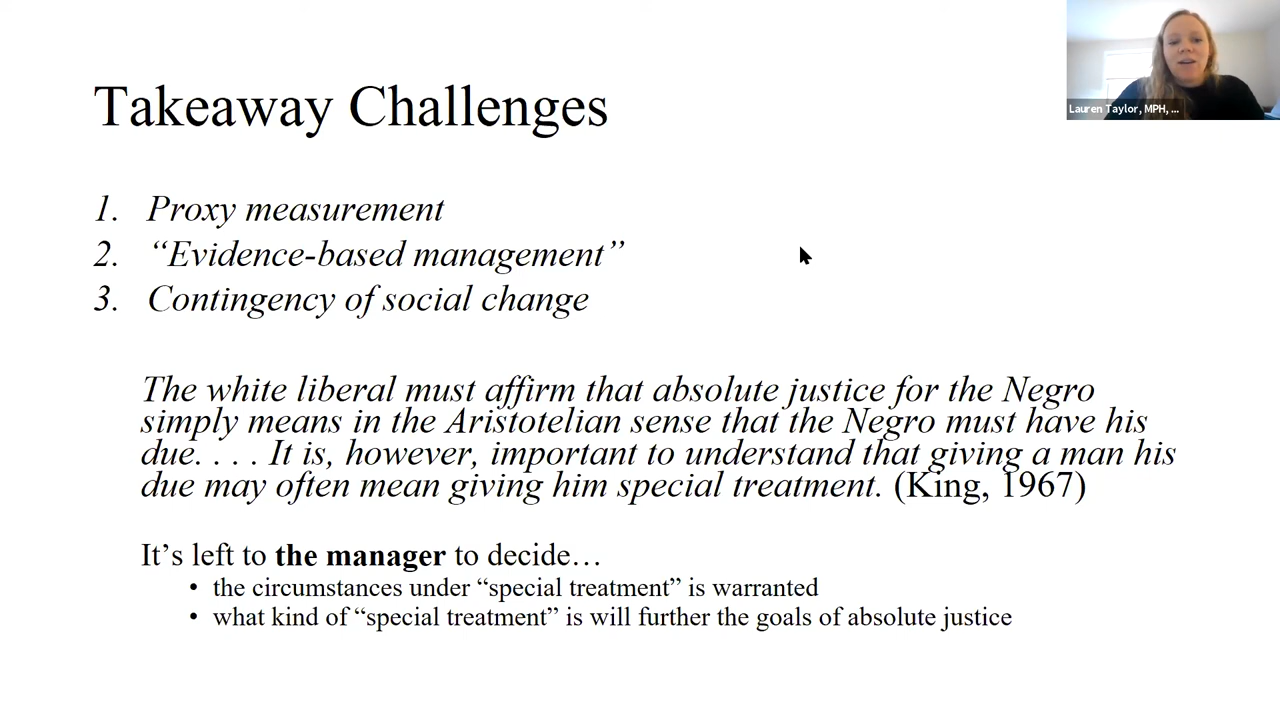 Takeaway Challenges
Lauren Taylor, MPH, ...
1. Proxy measurement
2. “Evidence-based management”
3. Contingency of social change
The white liberal must affirm that absolute justice for the Negro
simply means in the Aristotelian sense that the Negro must have his
due. . . . It is, however, important to understand that giving a man his
due may often mean giving him special treatment. (King, 1967)
It’s left to the manager to decide…
• the circumstances under “special treatment” is warranted
• what kind of “special treatment” is will further the goals of absolute justice